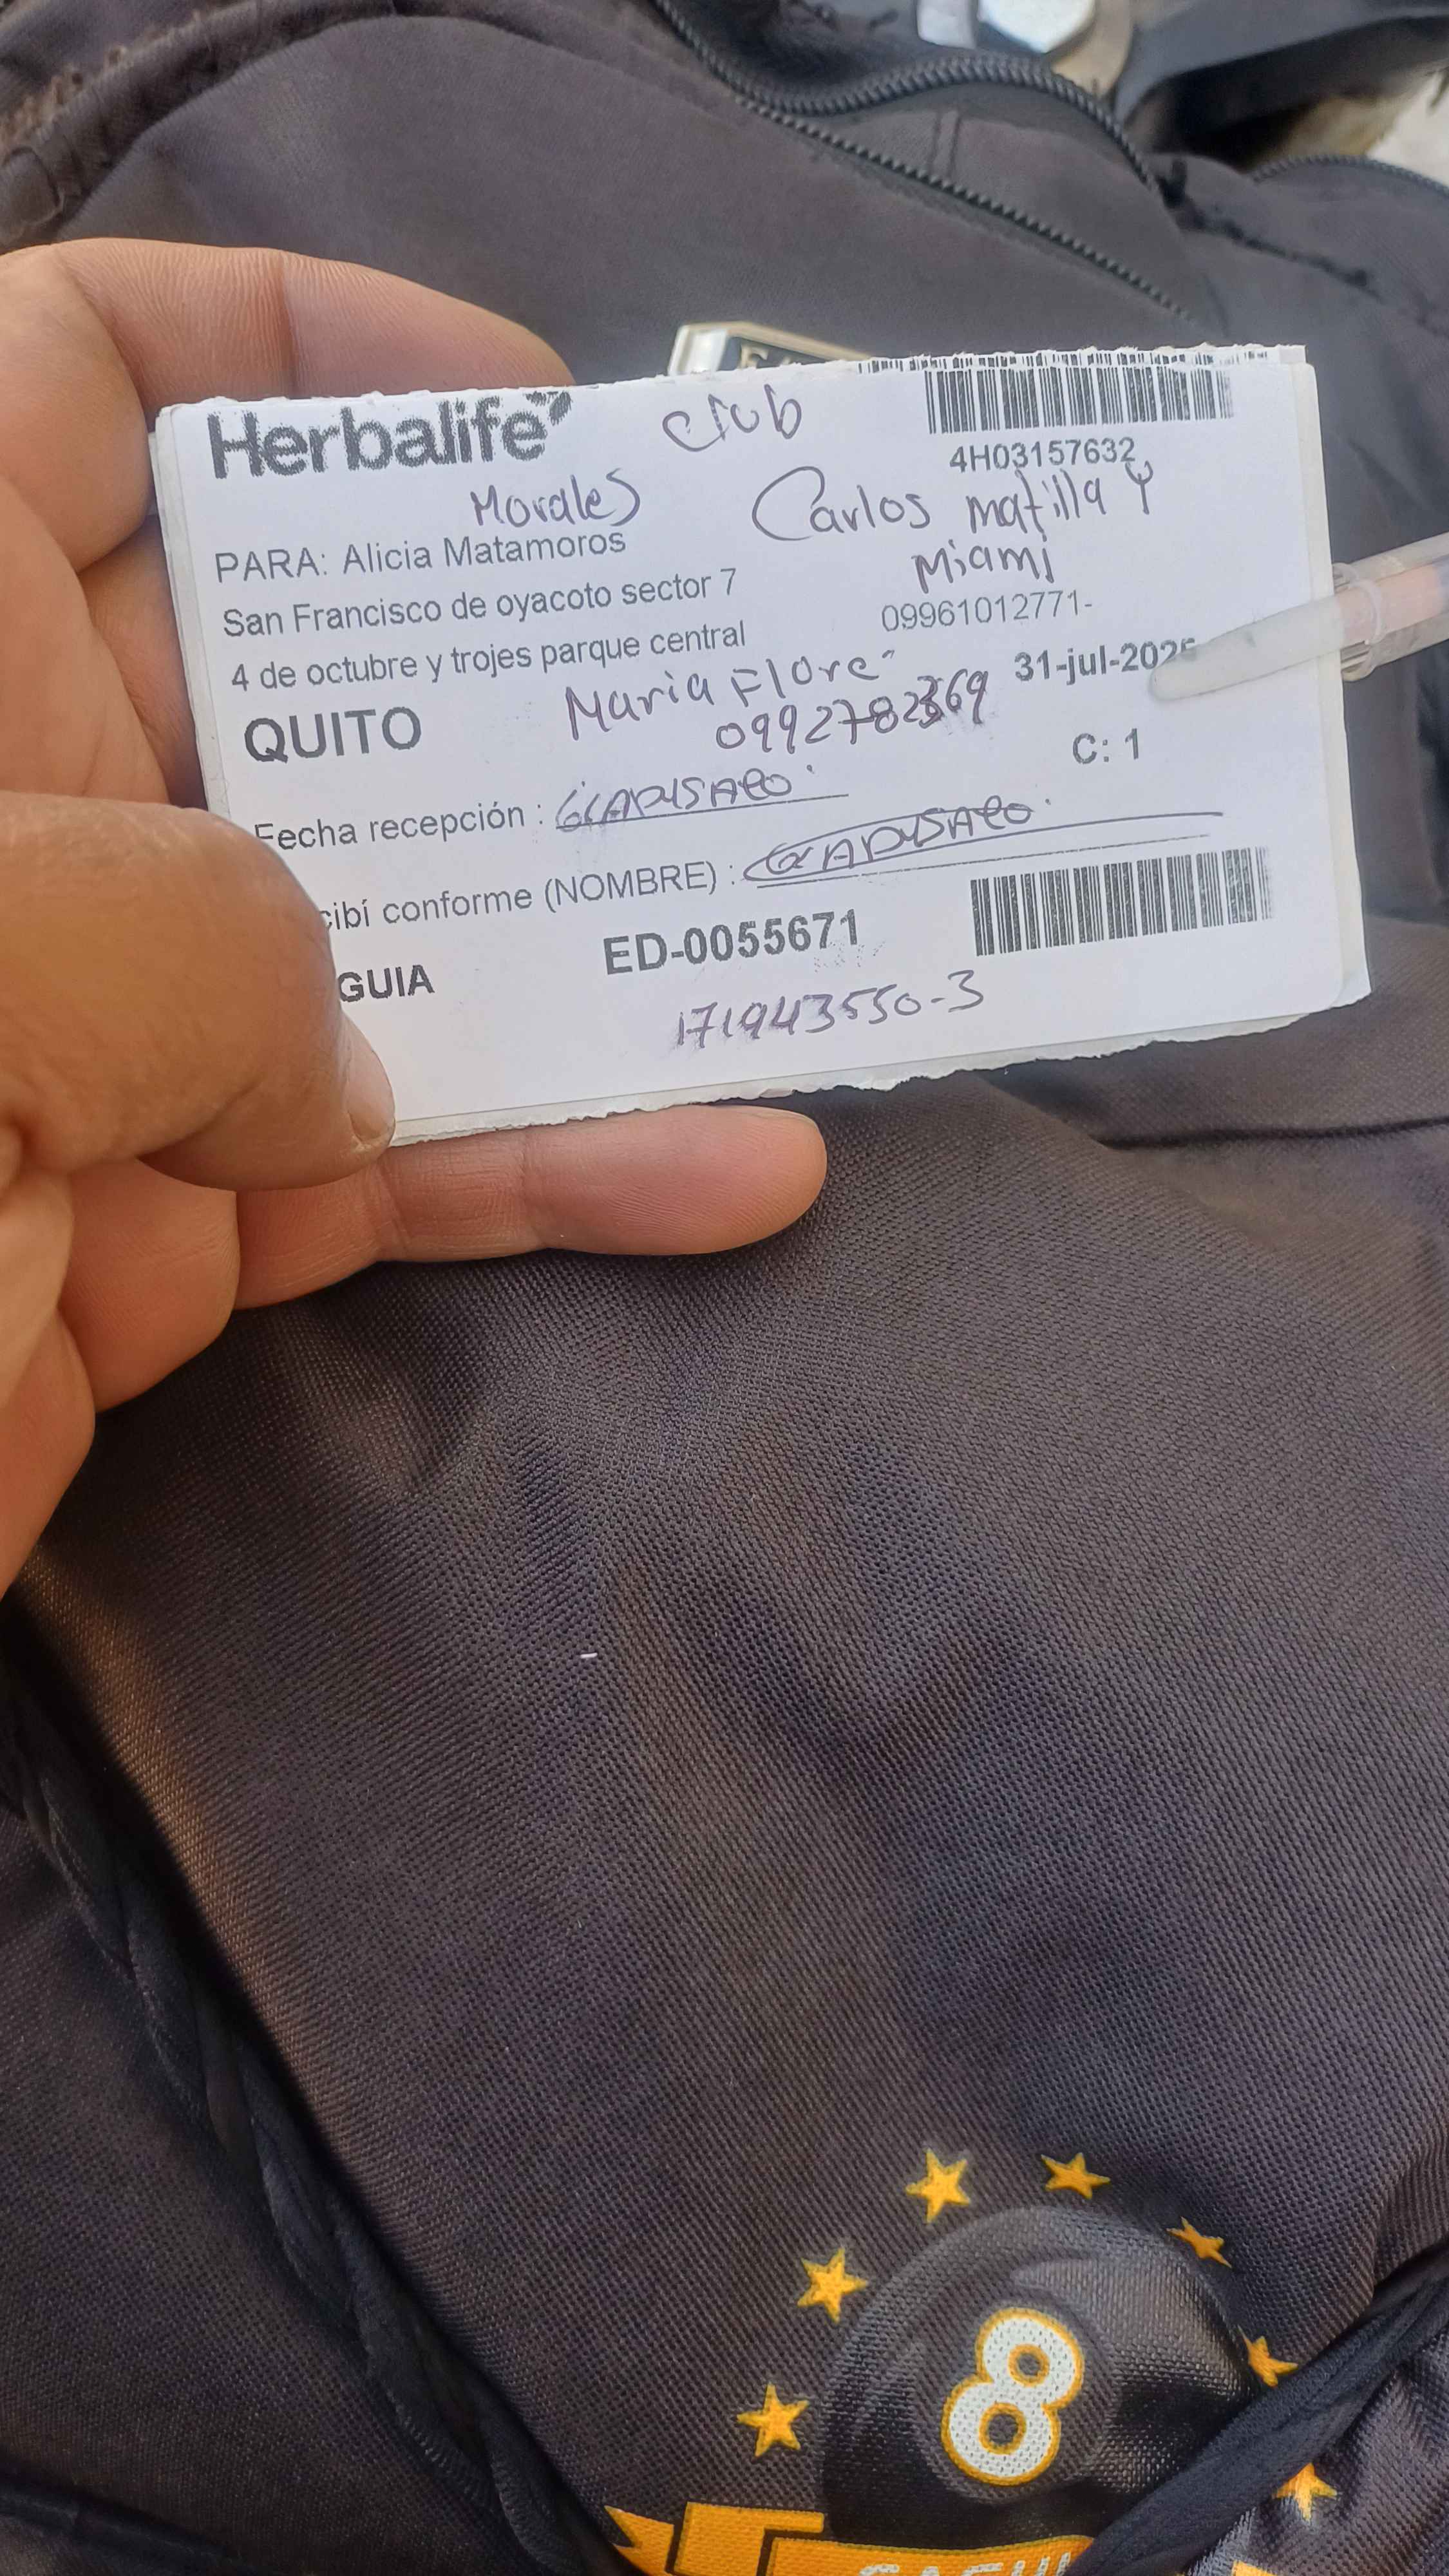 Herbalife club
4H03157632
Morales Carlos matilla y
PARA: Alicia Matamoros Miami
San Francisco de oyacoto sector 7 09961012771-
4 de octubre y trojes parque central 31-jul-202
QUITO Maria Flore
C: 1
Fecha recepción :
cibí conforme (NOMBRE) :
GUIA ED-0055671
171943550-3
8